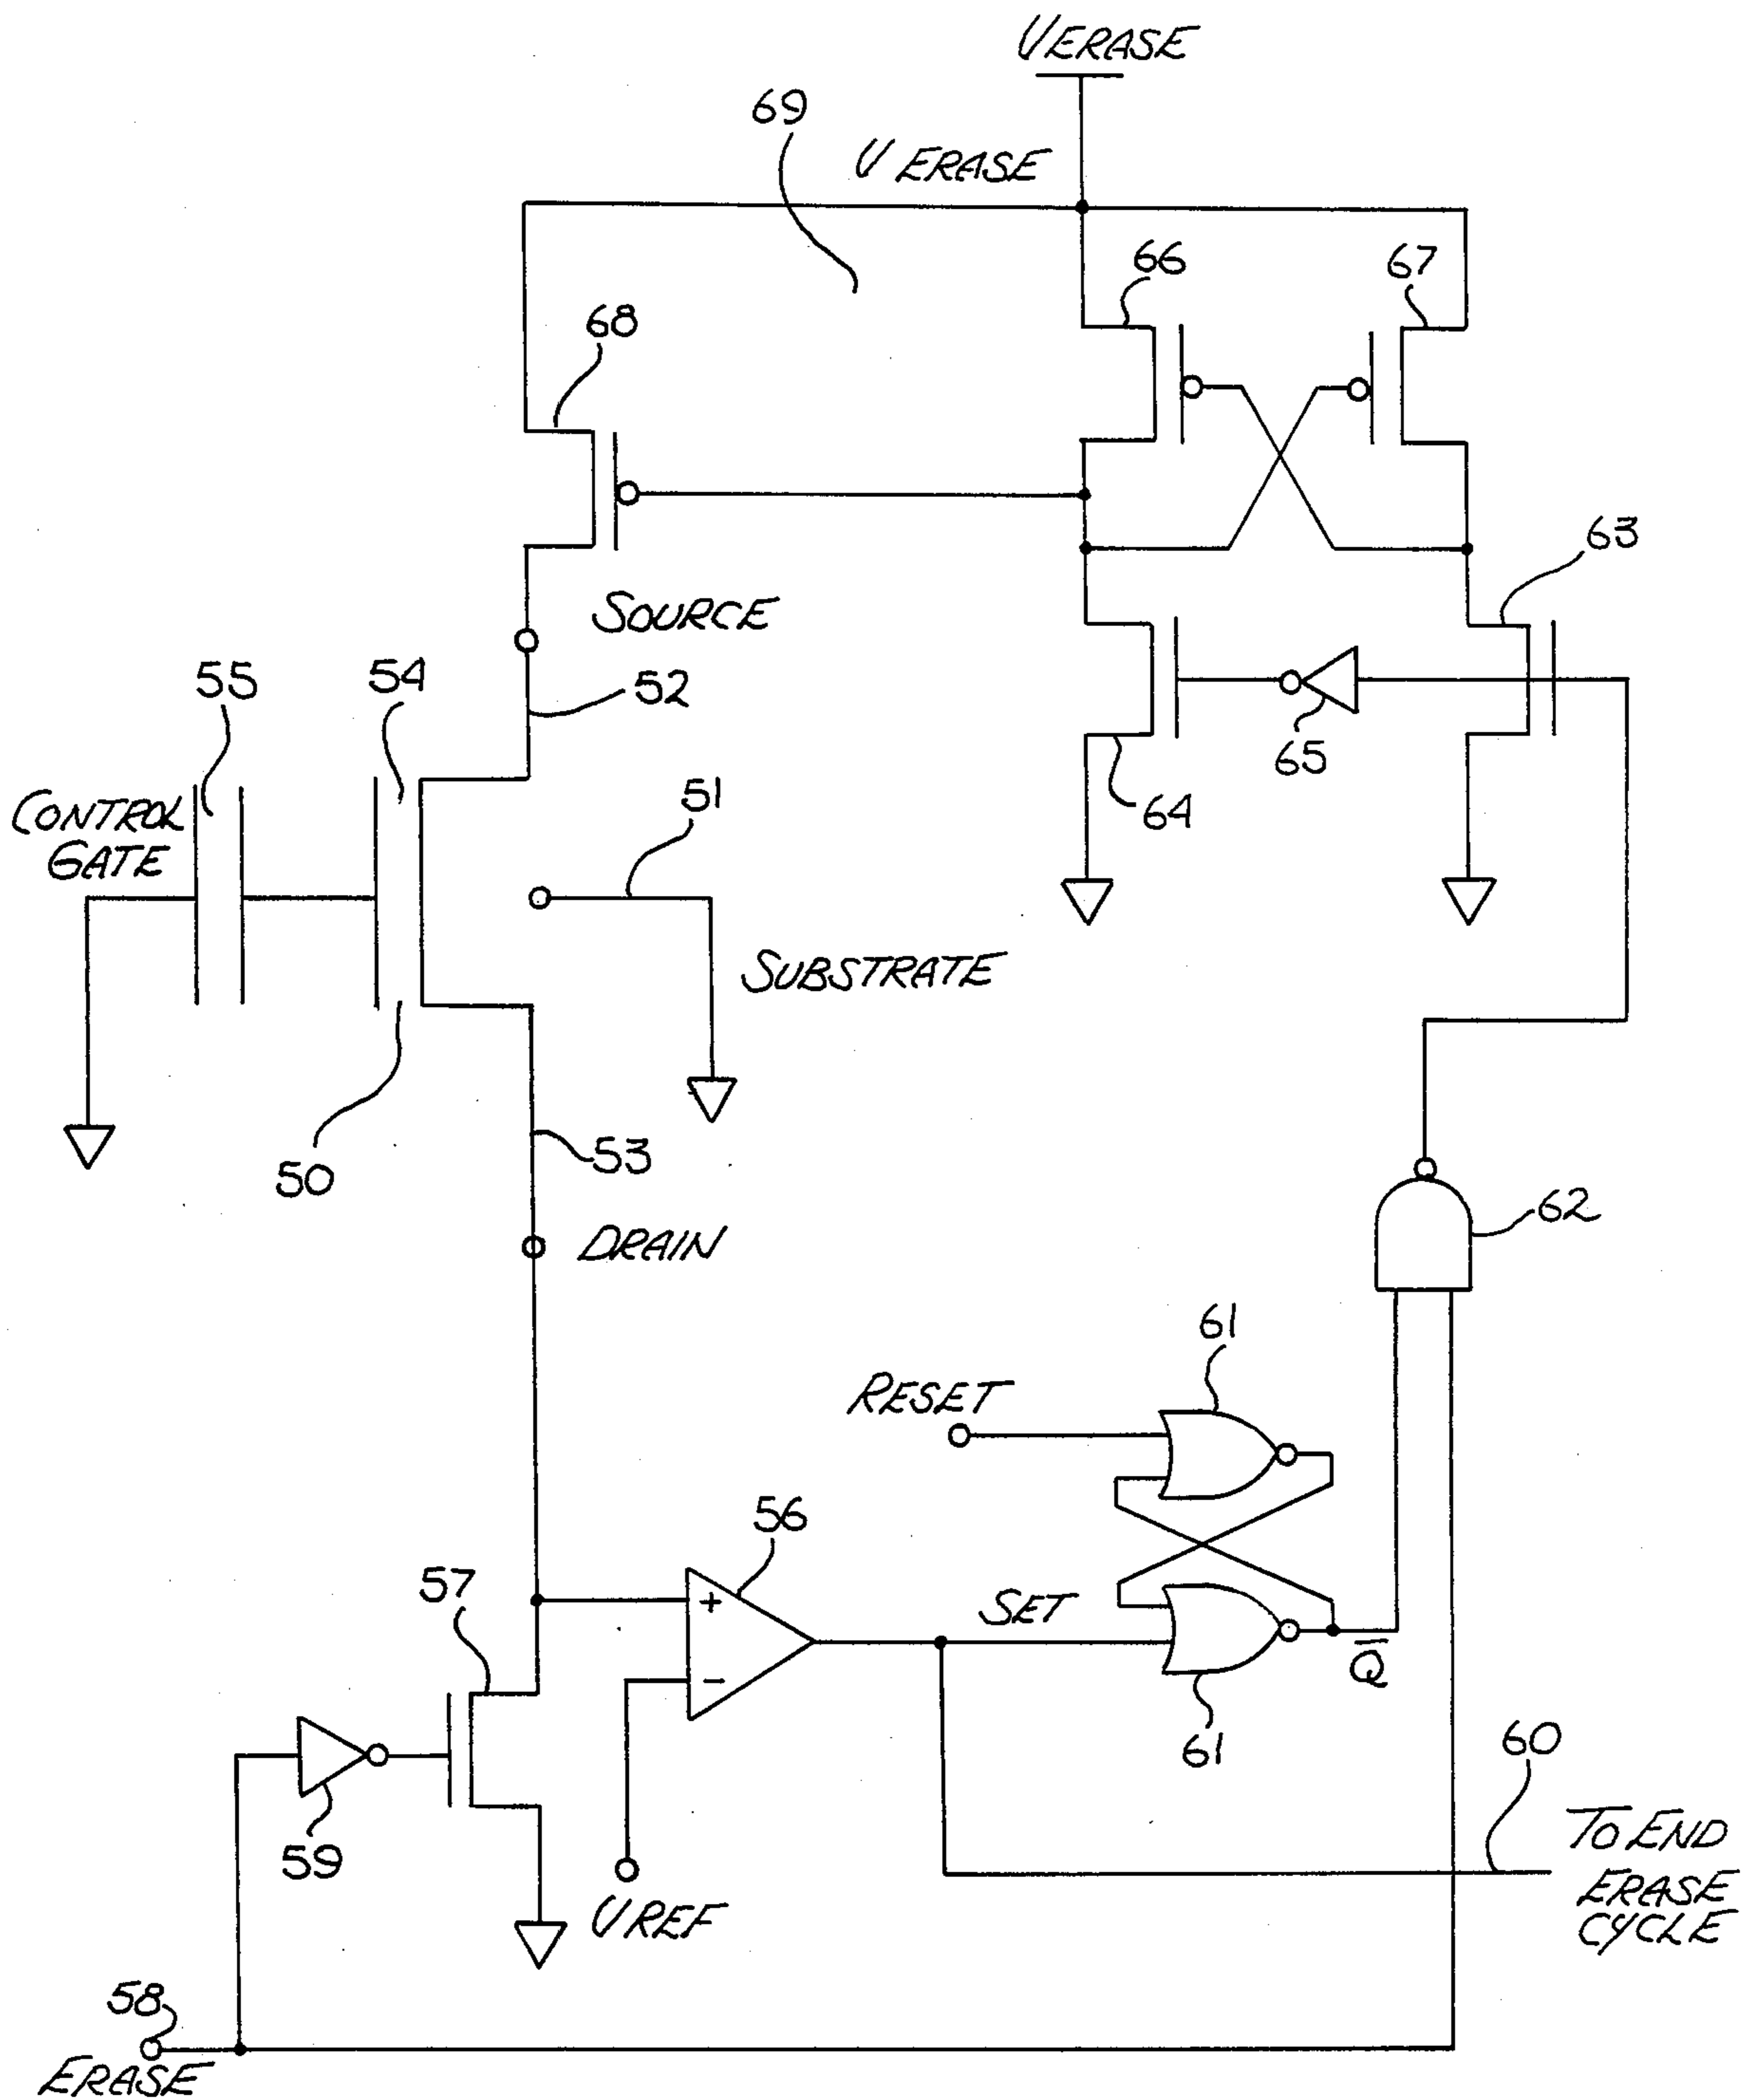 VERASE
69
V ERASE
66
67
68
63
SOURCE
55
54
52
65
51
64
CONTROL
GATE
SUBSTRATE
50
53
62
DRAIN
61
RESET
56
57
+
SET
-
Q̅
61
60
59
TO END
ERASE
CYCLE
VREF
58
ERASE